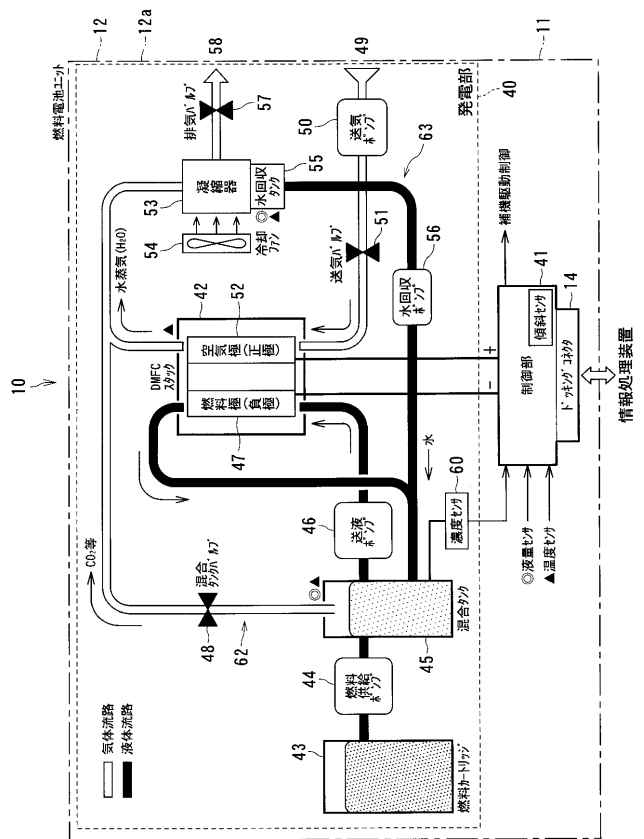 10
燃料電池ユニット
12
12a
気体流路
液体流路
CO₂等
混合タンクバルブ
48
62
43
燃料カートリッジ
44
燃料供給ポンプ
◎▲
混合タンク
45
46
送液ポンプ
DMFCスタック
42
燃料極(負極)
47
空気極(正極)
52
▲
水蒸気(H₂O)
54
冷却ファン
53
凝縮器
水回収タンク
55
◎▲
排気バルブ
57
58
49
50
送気ポンプ
送気バルブ
51
63
水回収ポンプ
56
水
60
濃度センサ
発電部
40
11
◎液量センサ
▲温度センサ
− +
制御部
傾斜センサ
41
補機駆動制御
ドッキングコネクタ
14
情報処理装置